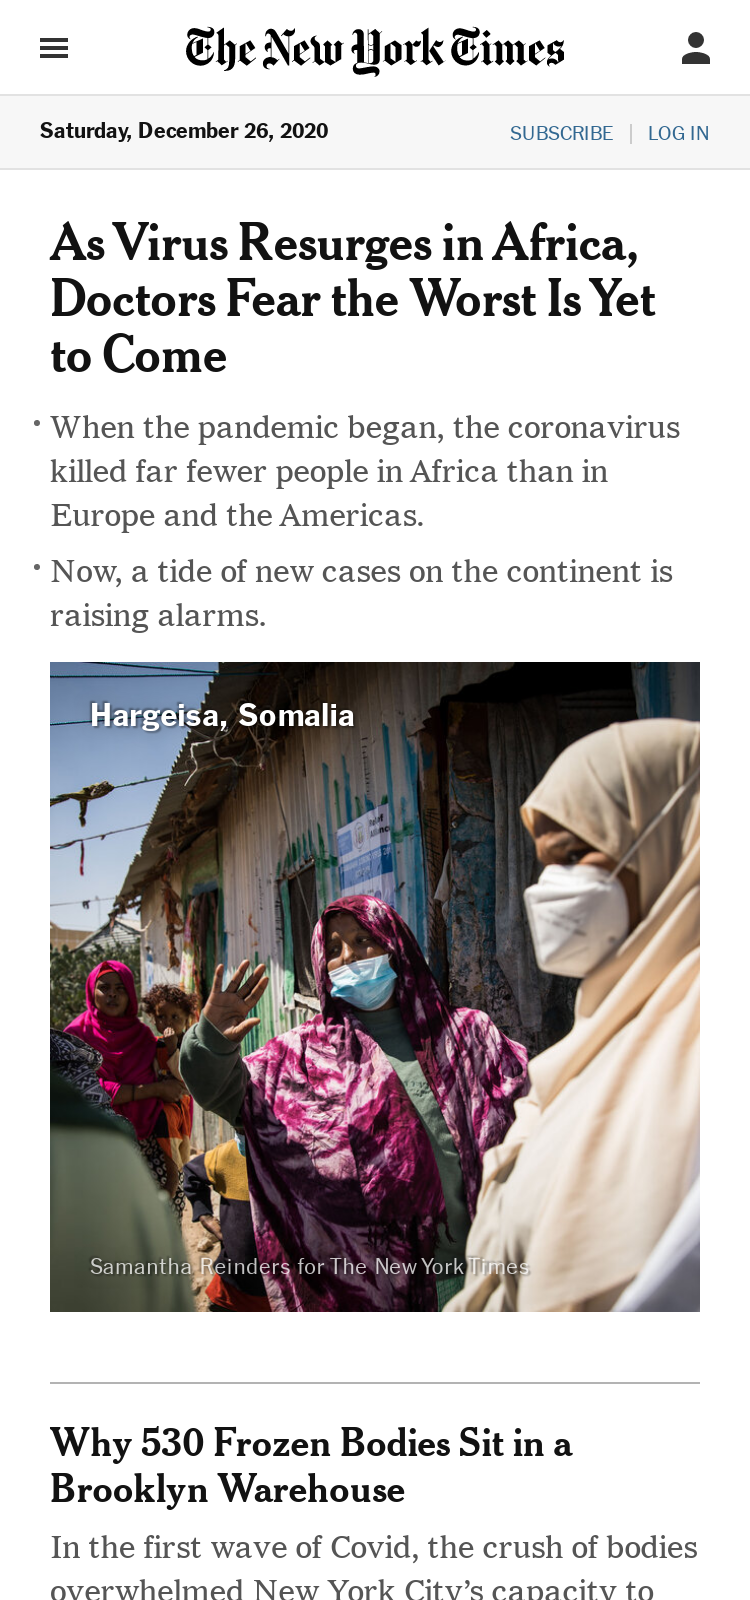 The New York Times
Saturday, December 26, 2020
SUBSCRIBE | LOG IN
As Virus Resurges in Africa,
Doctors Fear the Worst Is Yet
to Come
• When the pandemic began, the coronavirus
killed far fewer people in Africa than in
Europe and the Americas.
• Now, a tide of new cases on the continent is
raising alarms.
Hargeisa, Somalia
Relief
Alliance
Samantha Reinders for The New York Times
Why 530 Frozen Bodies Sit in a
Brooklyn Warehouse
In the first wave of Covid, the crush of bodies
overwhelmed New York City’s capacity to